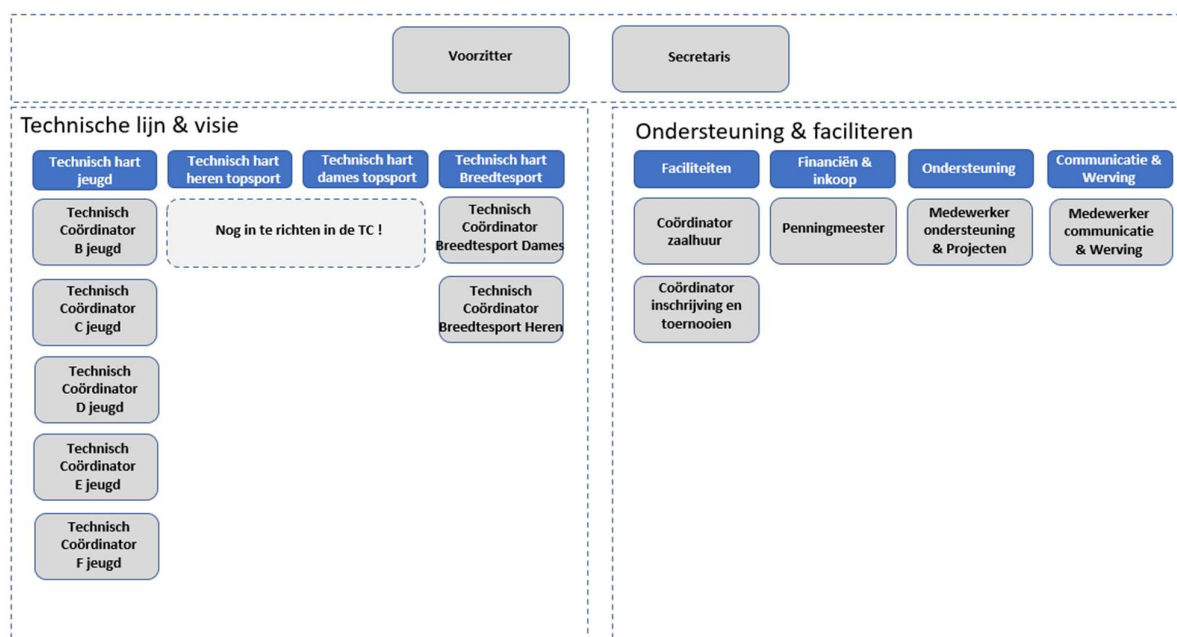 Voorzitter
Secretaris
Technische lijn & visie
Technisch hart
jeugd
Technisch hart
heren topsport
Technisch hart
dames topsport
Technisch hart
Breedtesport
Technisch
Coördinator
B jeugd
Nog in te richten in de TC !
Technisch
Coördinator
Breedtesport Dames
Technisch
Coördinator
C jeugd
Technisch
Coördinator
Breedtesport Heren
Technisch
Coördinator
D jeugd
Technisch
Coördinator
E jeugd
Technisch
Coördinator
F jeugd
Ondersteuning & faciliteren
Faciliteiten
Financiën &
inkoop
Ondersteuning
Communicatie &
Werving
Coördinator
zaalhuur
Penningmeester
Medewerker
ondersteuning
& Projecten
Medewerker
communicatie
& Werving
Coördinator
inschrijving en
toernooien